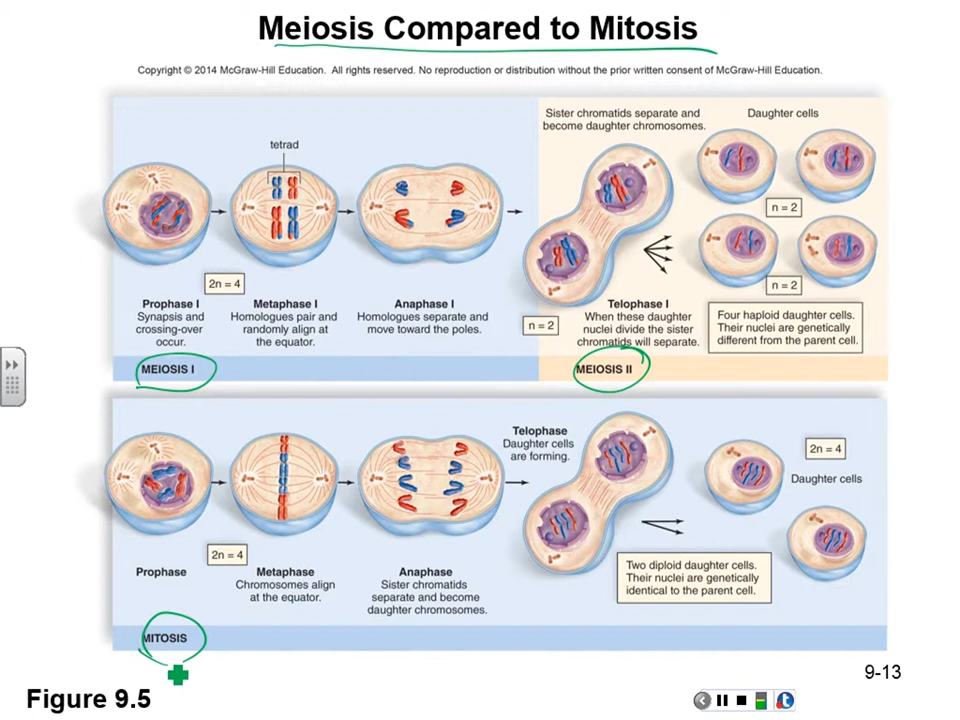 Meiosis Compared to Mitosis
Copyright © 2014 McGraw-Hill Education. All rights reserved. No reproduction or distribution without the prior written consent of McGraw-Hill Education.
tetrad
2n = 4
Prophase I
Synapsis and
crossing-over
occur.
Metaphase I
Homologues pair and
randomly align at
the equator.
Anaphase I
Homologues separate and
move toward the poles.
MEIOSIS I
Sister chromatids separate and
become daughter chromosomes.
Daughter cells
n = 2
n = 2
n = 2
Telophase I
When these daughter
nuclei divide the sister
chromatids will separate.
Four haploid daughter cells.
Their nuclei are genetically
different from the parent cell.
MEIOSIS II
2n = 4
Prophase
Metaphase
Chromosomes align
at the equator.
Anaphase
Sister chromatids
separate and become
daughter chromosomes.
Telophase
Daughter cells
are forming.
2n = 4
Daughter cells
Two diploid daughter cells.
Their nuclei are genetically
identical to the parent cell.
MITOSIS
9-13
Figure 9.5